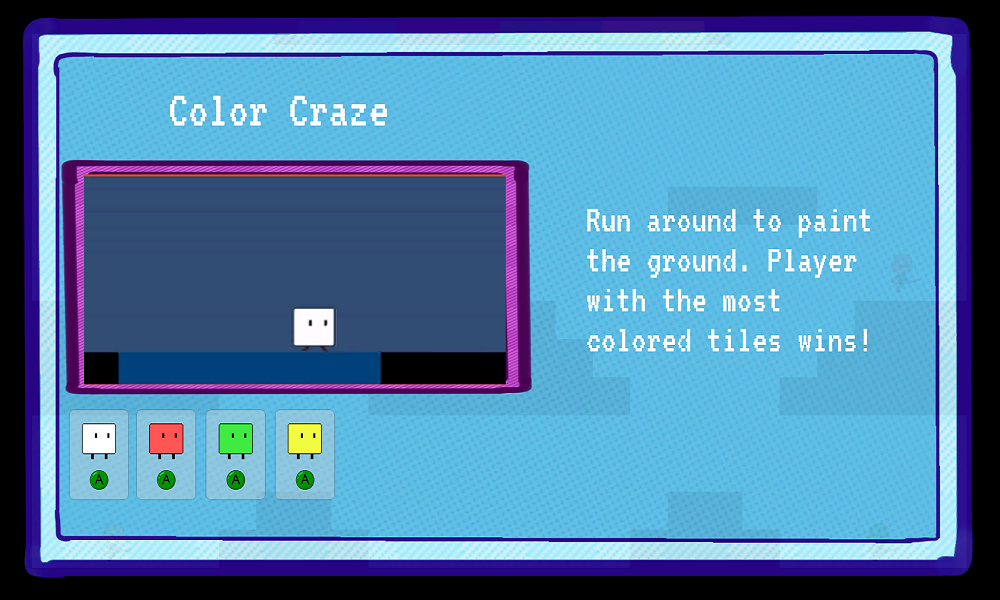 Color Craze
Run around to paint
the ground. Player
with the most
colored tiles wins!
A A A A